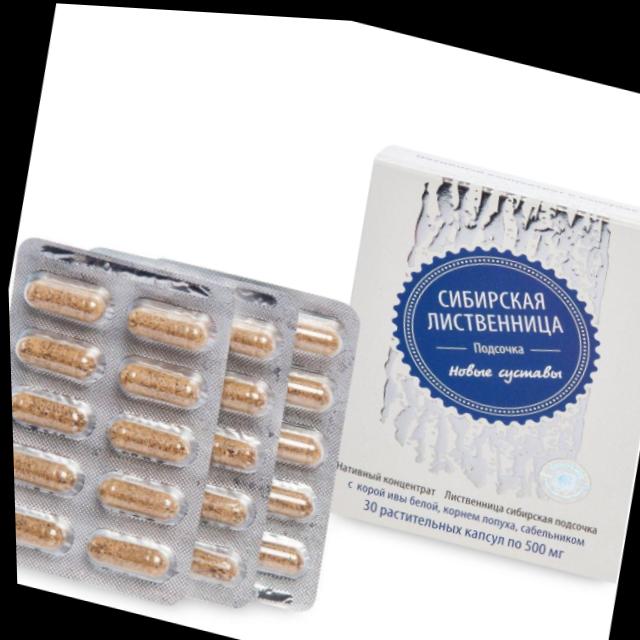 СИБИРСКАЯ
ЛИСТВЕННИЦА
Подсочка
Новые суставы
Нативный концентрат Лиственница сибирская подсочка
с корой ивы белой, корнем лопуха, сабельником
30 растительных капсул по 500 мг